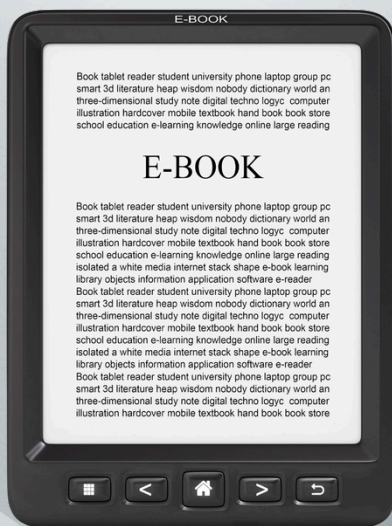 E-BOOK
Book tablet reader student university phone laptop group pc
smart 3d literature heap wisdom nobody dictionary world an
three-dimensional study note digital techno logyc computer
illustration hardcover mobile textbook hand book book store
school education e-learning knowledge online large reading
E-BOOK
Book tablet reader student university phone laptop group pc
smart 3d literature heap wisdom nobody dictionary world an
three-dimensional study note digital techno logyc computer
illustration hardcover mobile textbook hand book book store
school education e-learning knowledge online large reading
isolated a white media internet stack shape e-book learning
library objects information application software e-reader
Book tablet reader student university phone laptop group pc
smart 3d literature heap wisdom nobody dictionary world an
three-dimensional study note digital techno logyc computer
illustration hardcover mobile textbook hand book book store
school education e-learning knowledge online large reading
isolated a white media internet stack shape e-book learning
library objects information application software e-reader
Book tablet reader student university phone laptop group pc
smart 3d literature heap wisdom nobody dictionary world an
three-dimensional study note digital techno logyc computer
illustration hardcover mobile textbook hand book book store